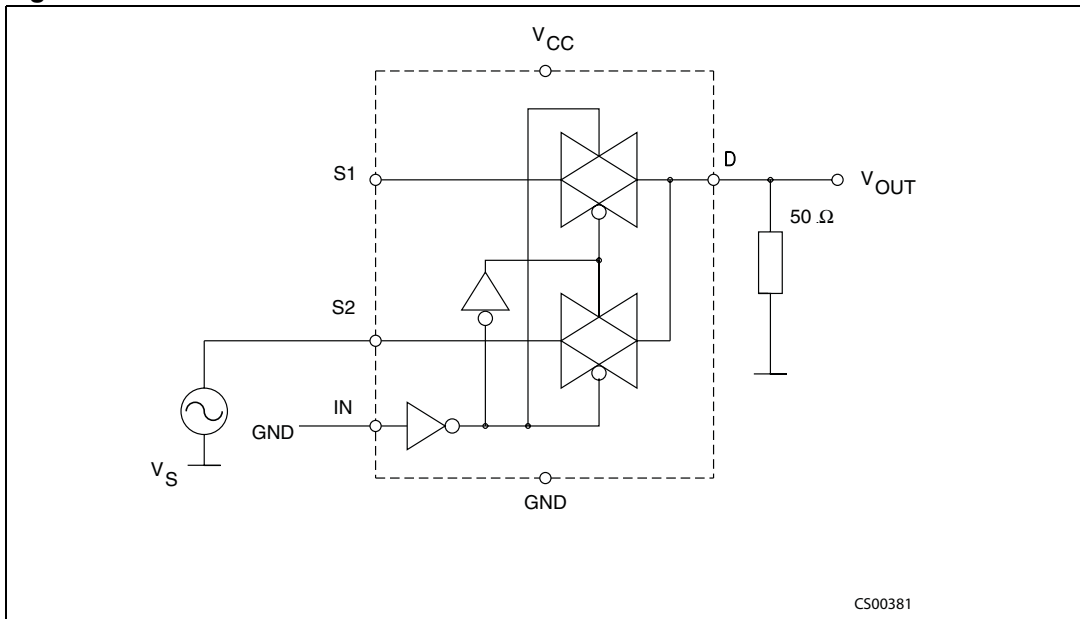 V_CC
S1
D
V_OUT
50 Ω
S2
IN
GND
V_S
GND
CS00381